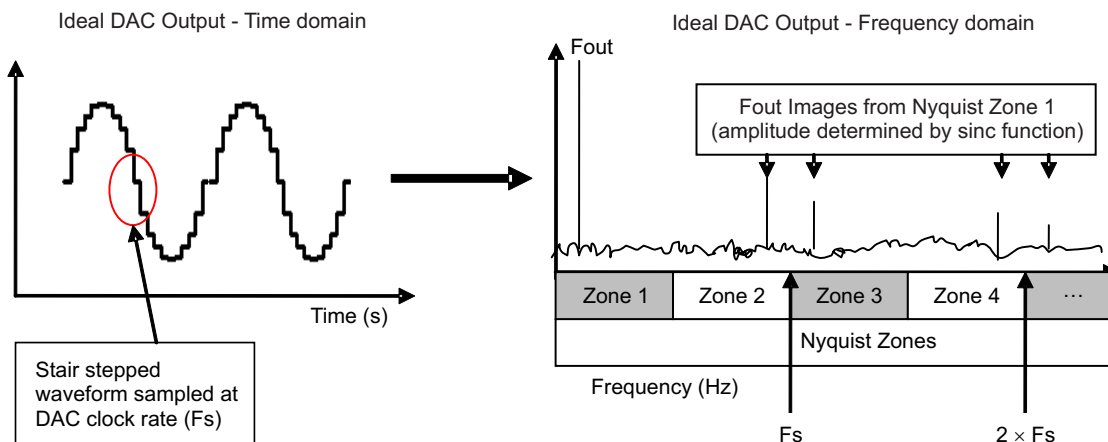 Ideal DAC Output - Time domain
Time (s)
Stair stepped
waveform sampled at
DAC clock rate (Fs)
Ideal DAC Output - Frequency domain
Fout
Fout Images from Nyquist Zone 1
(amplitude determined by sinc function)
Zone 1 Zone 2 Zone 3 Zone 4 ...
Nyquist Zones
Frequency (Hz)
Fs 2 × Fs